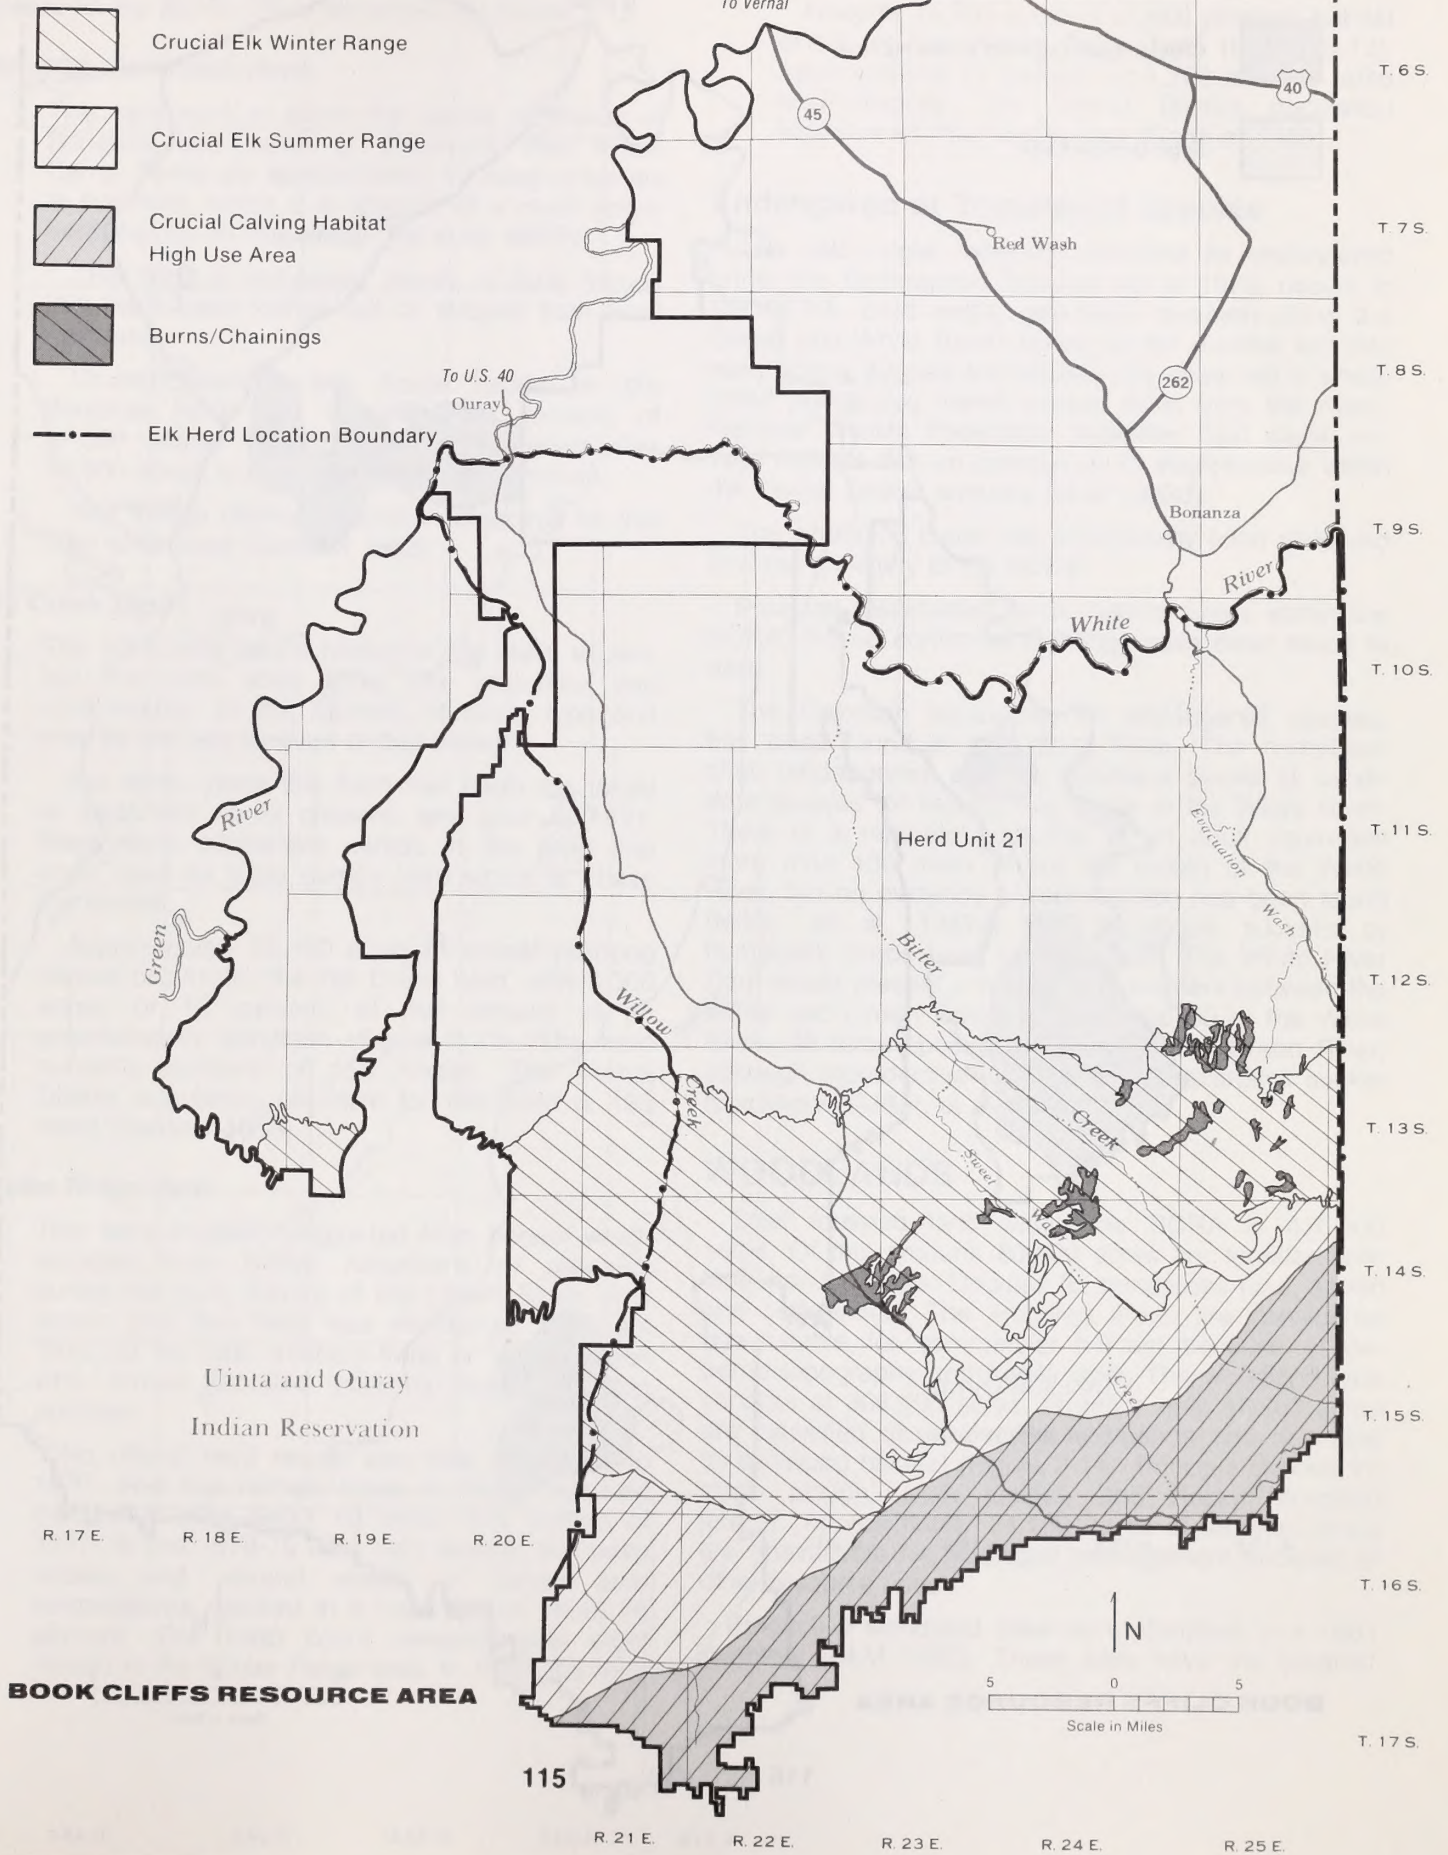 To Vernal
Crucial Elk Winter Range
T. 6 S.
40
45
Crucial Elk Summer Range
Crucial Calving Habitat
High Use Area
T. 7 S.
Red Wash
Burns/Chainings
To U.S. 40
Ouray
T. 8 S.
262
Elk Herd Location Boundary
Bonanza
T. 9 S.
River
White
T. 10 S.
River
Herd Unit 21
T. 11 S.
Evacuation
Wash
Green
Bitter
T. 12 S.
Willow
Creek
Creek
T. 13 S.
Sweet
Water
T. 14 S.
Uinta and Ouray
Indian Reservation
Creek
T. 15 S.
R. 17 E.
R. 18 E.
R. 19 E.
R. 20 E.
T. 16 S.
N
BOOK CLIFFS RESOURCE AREA
5 0 5
Scale in Miles
T. 17 S.
115
R. 21 E.
R. 22 E.
R. 23 E.
R. 24 E.
R. 25 E.